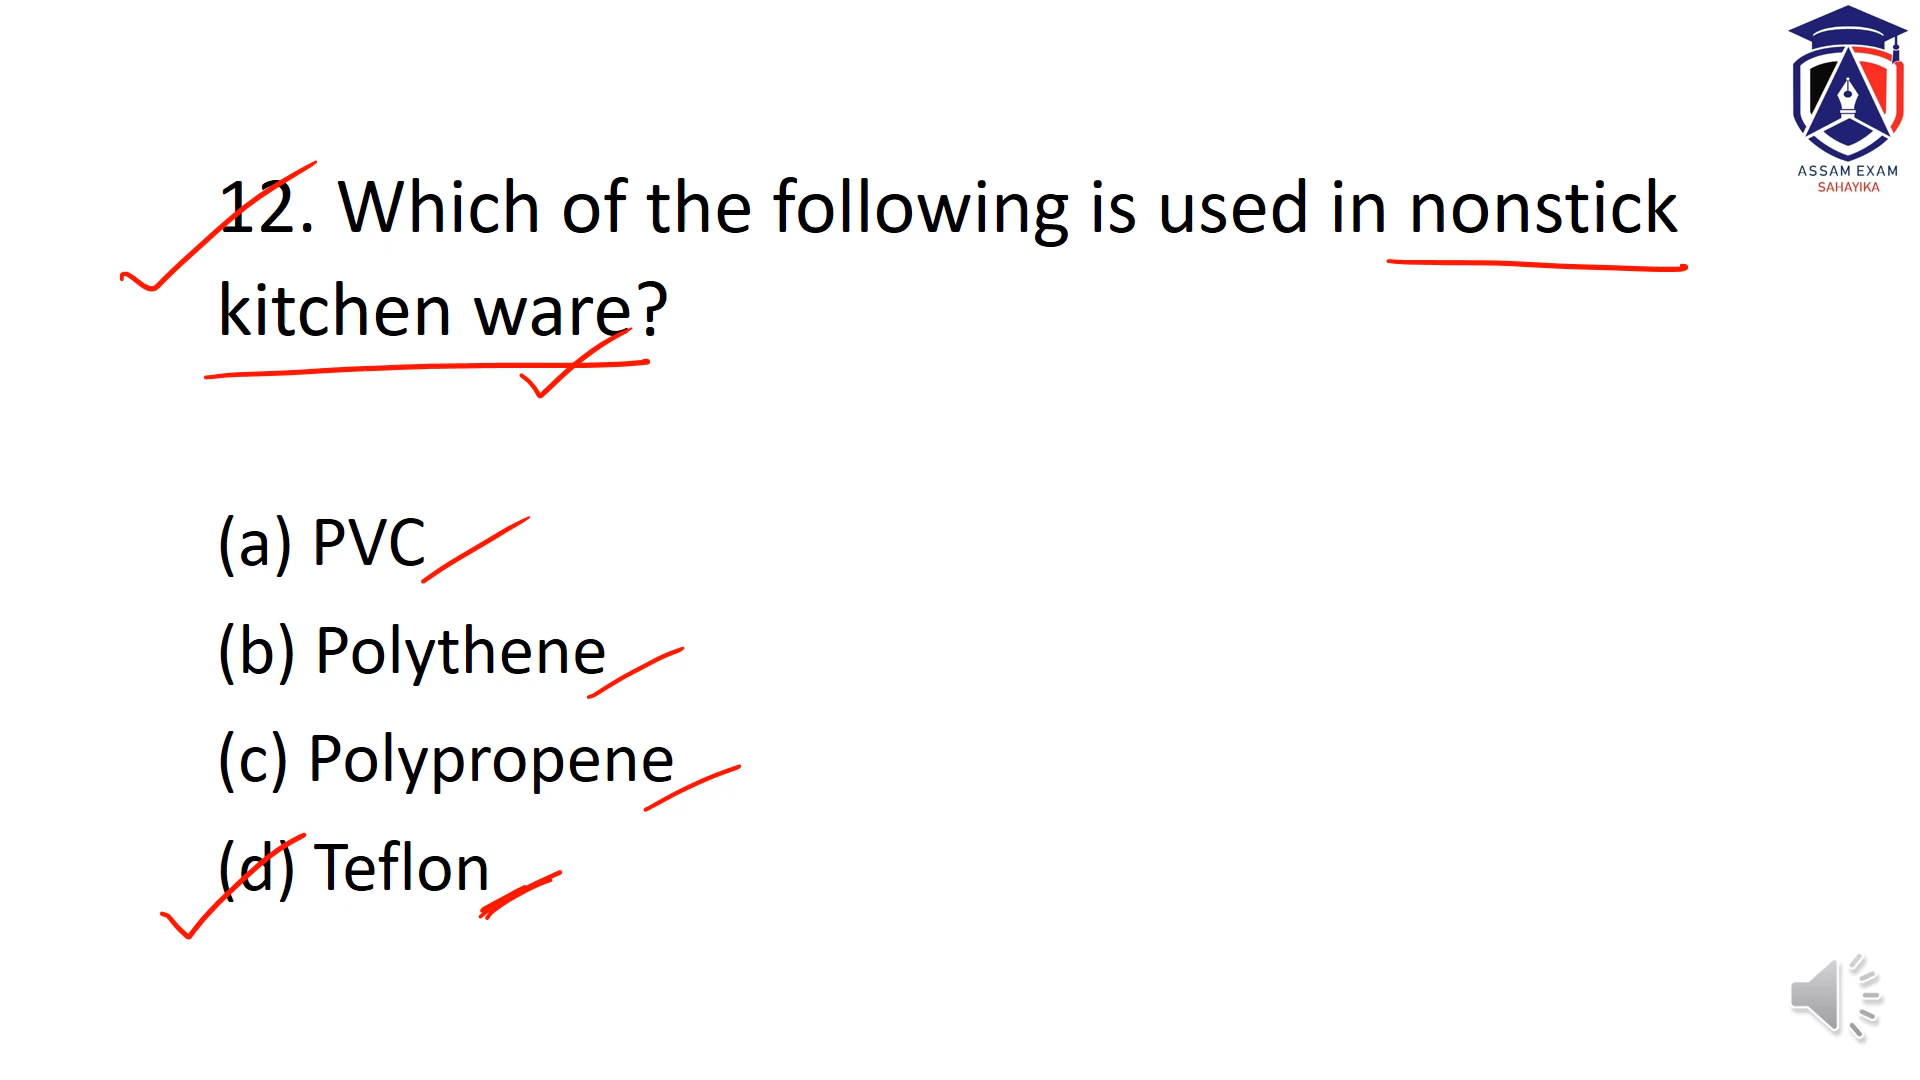 ASSAM EXAM
SAHAYIKA
12. Which of the following is used in nonstick
kitchen ware?
(a) PVC
(b) Polythene
(c) Polypropene
(d) Teflon